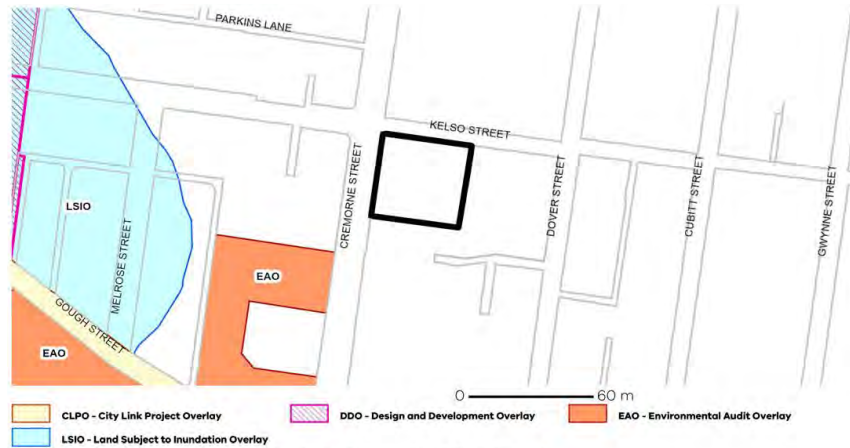 PARKINS LANE
KELSO STREET
CREMORNE STREET
DOVER STREET
CUBITT STREET
GWYNNE STREET
LSIO
MELROSE STREET
EAO
GOUGH STREET
EAO
0 60 m
CLPO - City Link Project Overlay
DDO - Design and Development Overlay
EAO - Environmental Audit Overlay
LSIO - Land Subject to Inundation Overlay